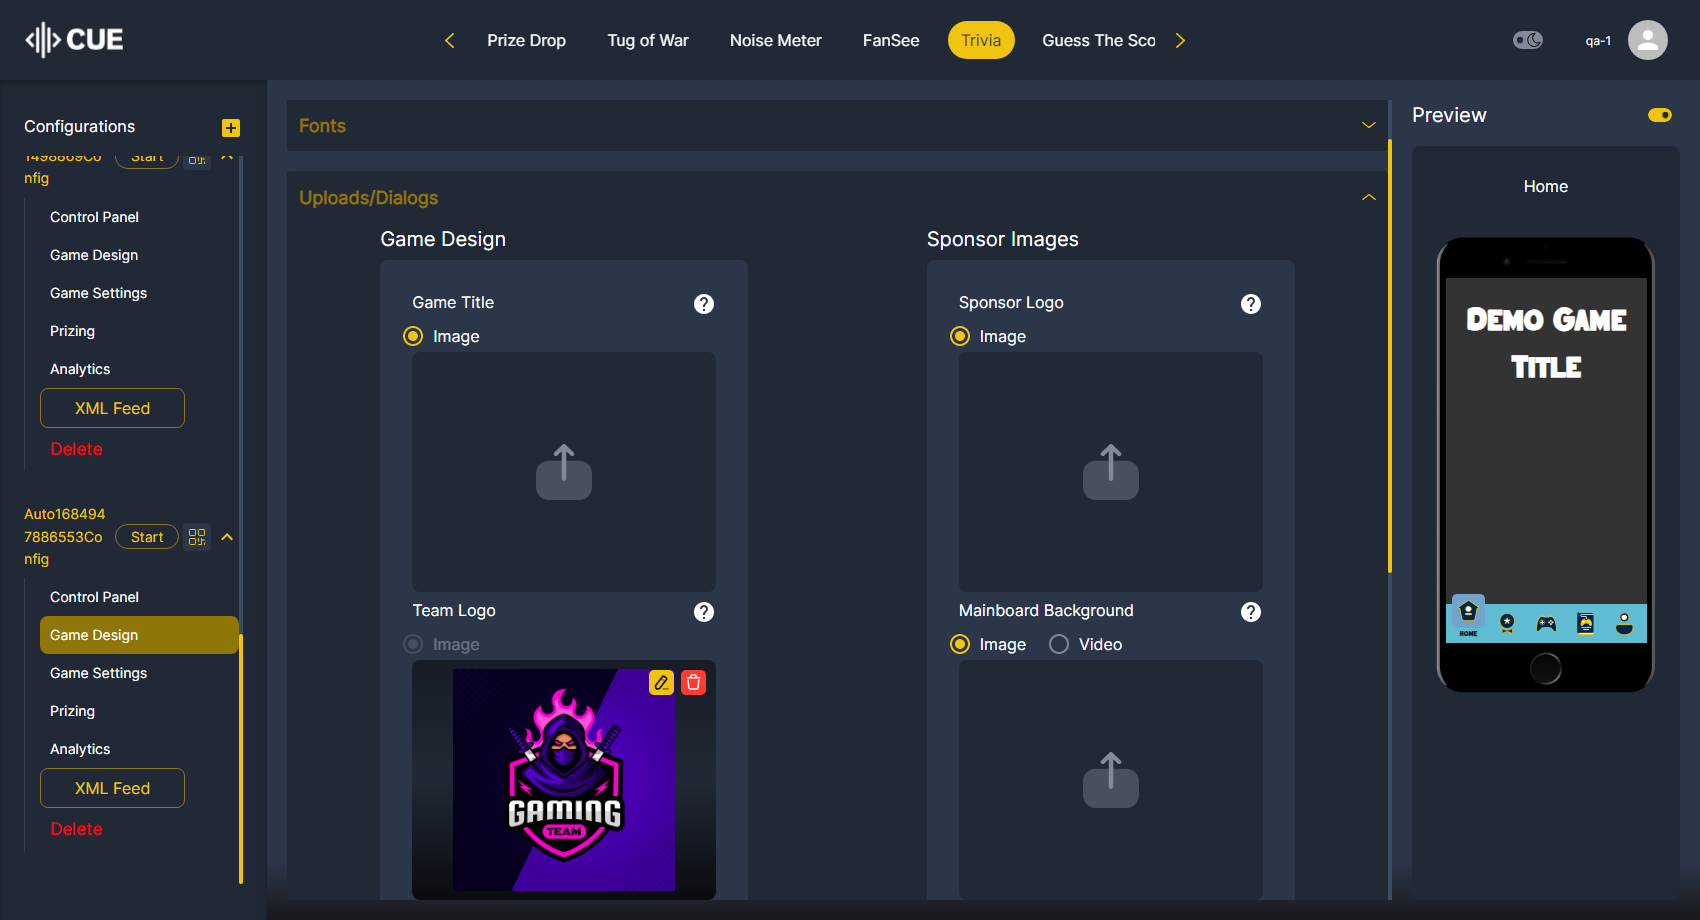 CUE
Prize Drop
Tug of War
Noise Meter
FanSee
Trivia
Guess The Sco
qa-1
Configurations
1498869Co
nfig
Start
Control Panel
Game Design
Game Settings
Prizing
Analytics
XML Feed
Delete
Auto168494
7886553Co
nfig
Start
Control Panel
Game Design
Game Settings
Prizing
Analytics
XML Feed
Delete
Fonts
Uploads/Dialogs
Game Design
Game Title
?
Image
Team Logo
?
Image
GAMING
TEAM
Sponsor Images
Sponsor Logo
?
Image
Mainboard Background
?
Image
Video
Preview
Home
Demo Game
Title
HOME